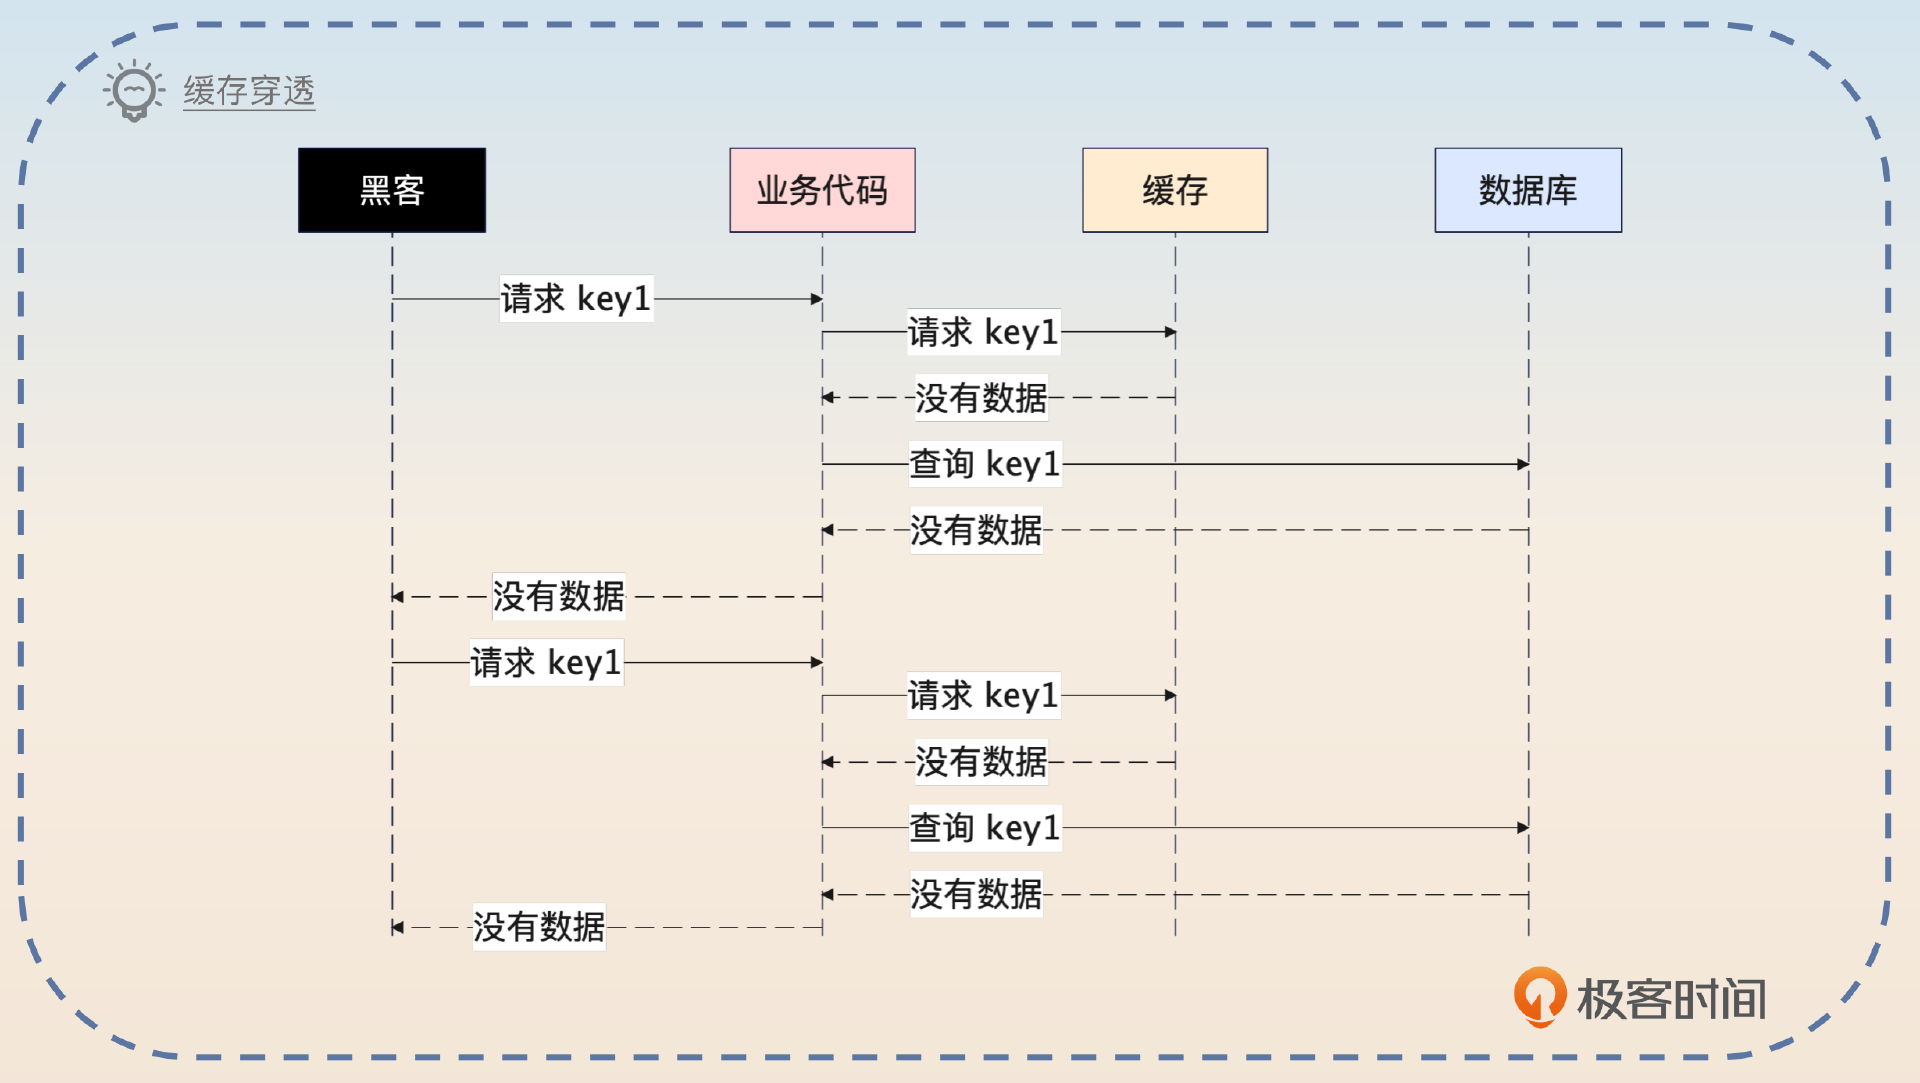 缓存穿透
黑客
业务代码
缓存
数据库
请求 key1
请求 key1
没有数据
查询 key1
没有数据
没有数据
请求 key1
请求 key1
没有数据
查询 key1
没有数据
没有数据
极客时间